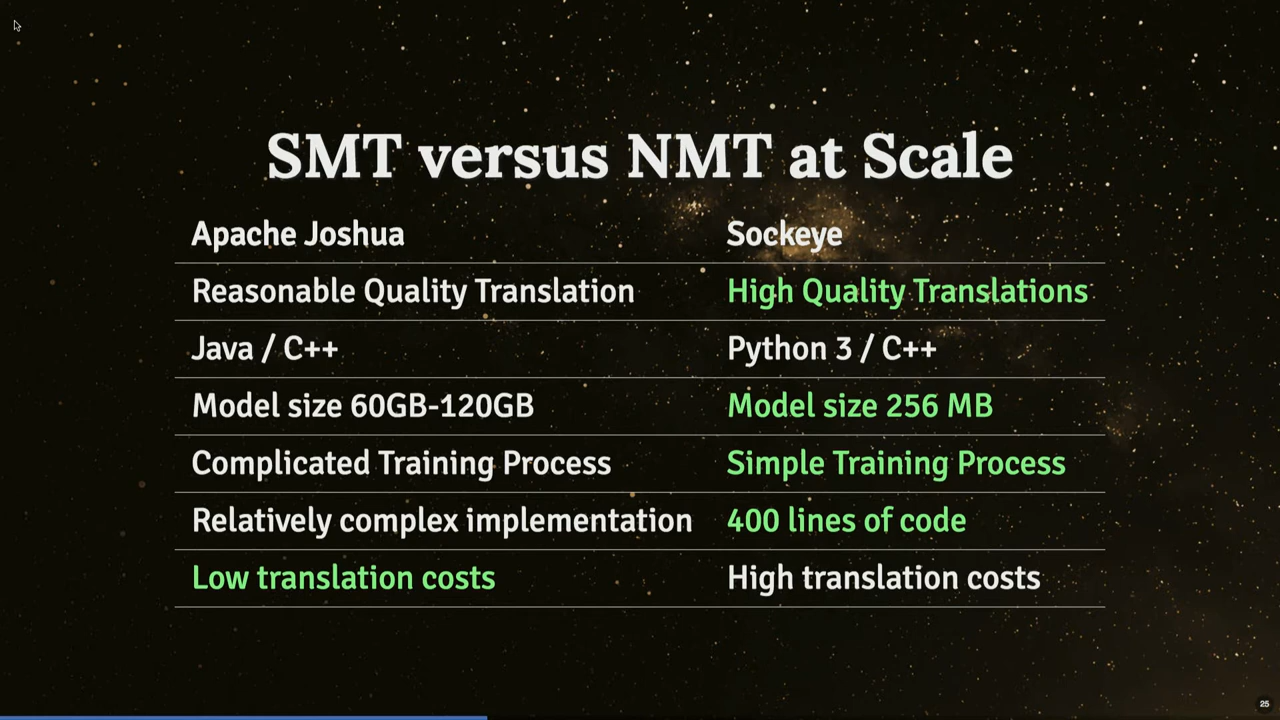 SMT versus NMT at Scale
Apache Joshua Sockeye
Reasonable Quality Translation High Quality Translations
Java / C++ Python 3 / C++
Model size 60GB-120GB Model size 256 MB
Complicated Training Process Simple Training Process
Relatively complex implementation 400 lines of code
Low translation costs High translation costs
25